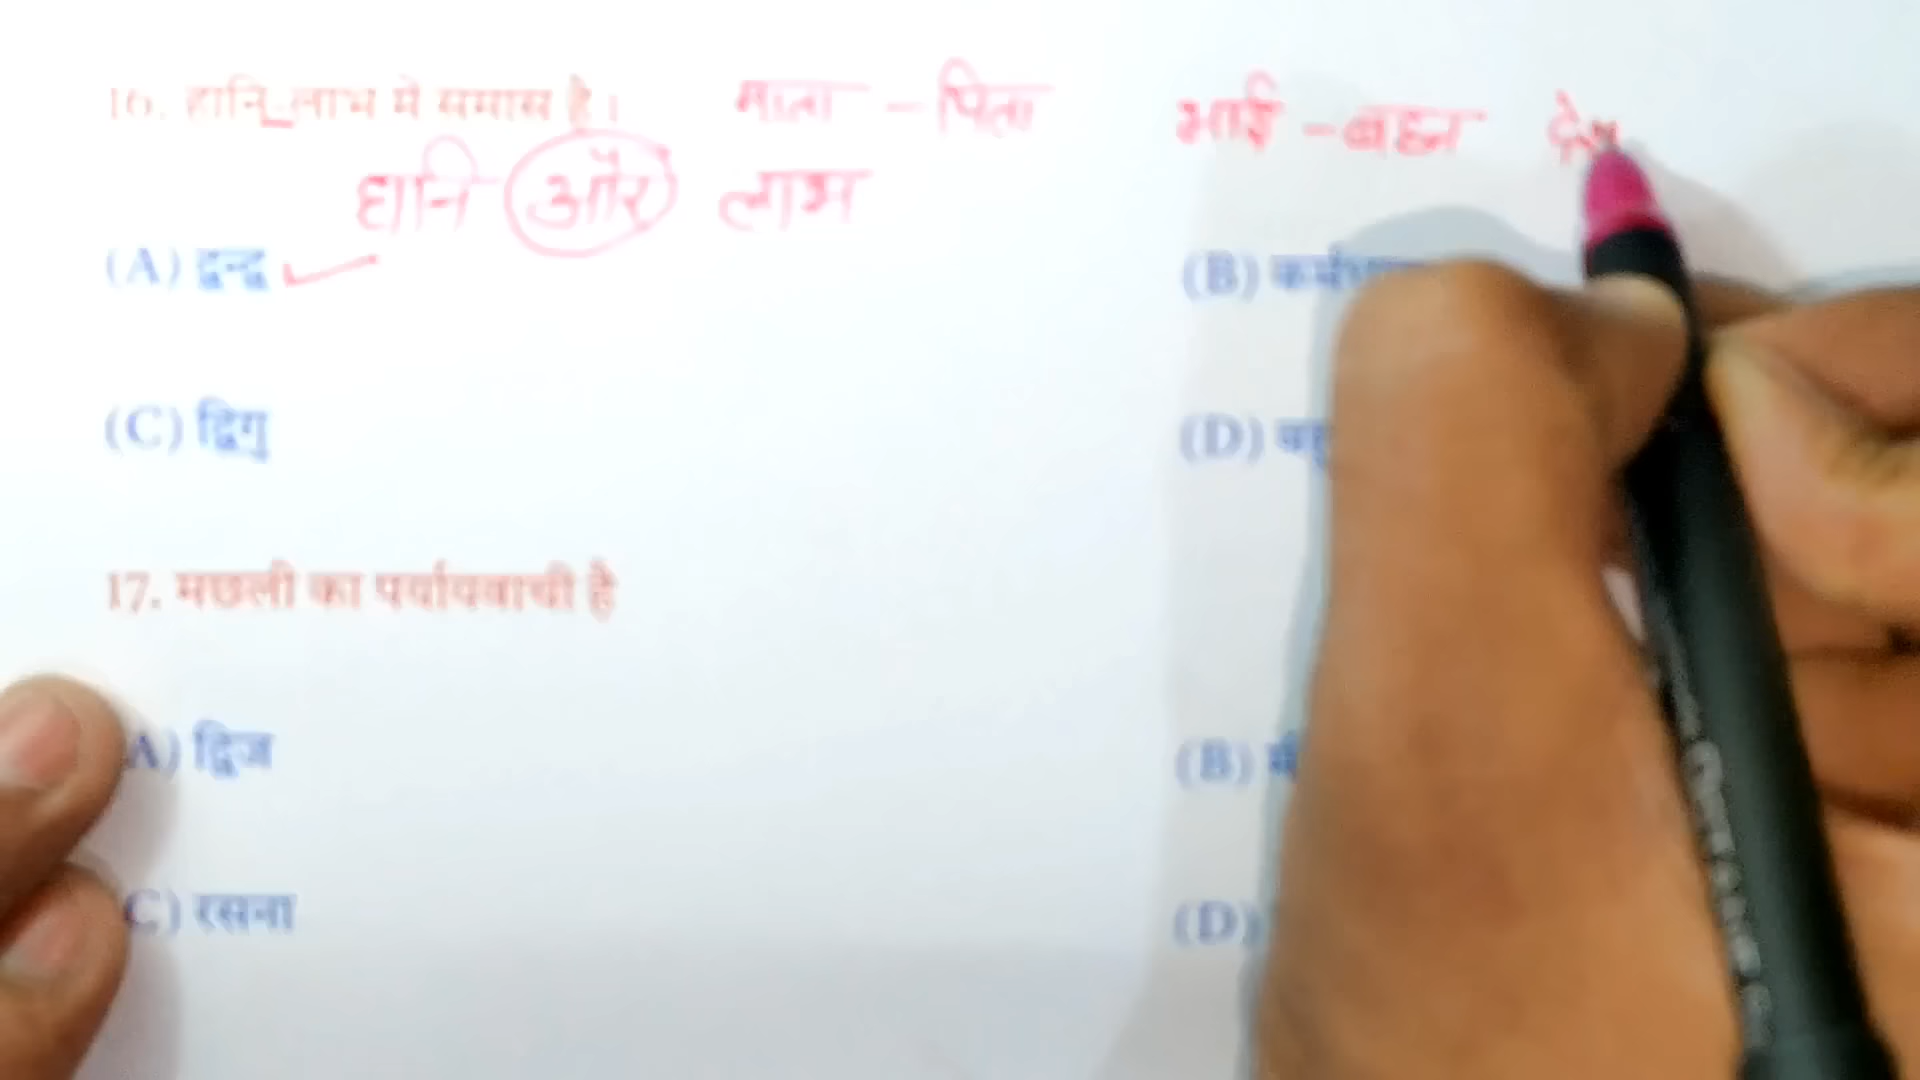 16. हानि-लाभ में समास है। माता - पिता भाई - बहन
हानि और लाभ
(A) द्वन्द्व (B)
(C) द्विगु (D)
17. मछली का पर्यायवाची है
A) द्विज (B)
C) रसना (D)